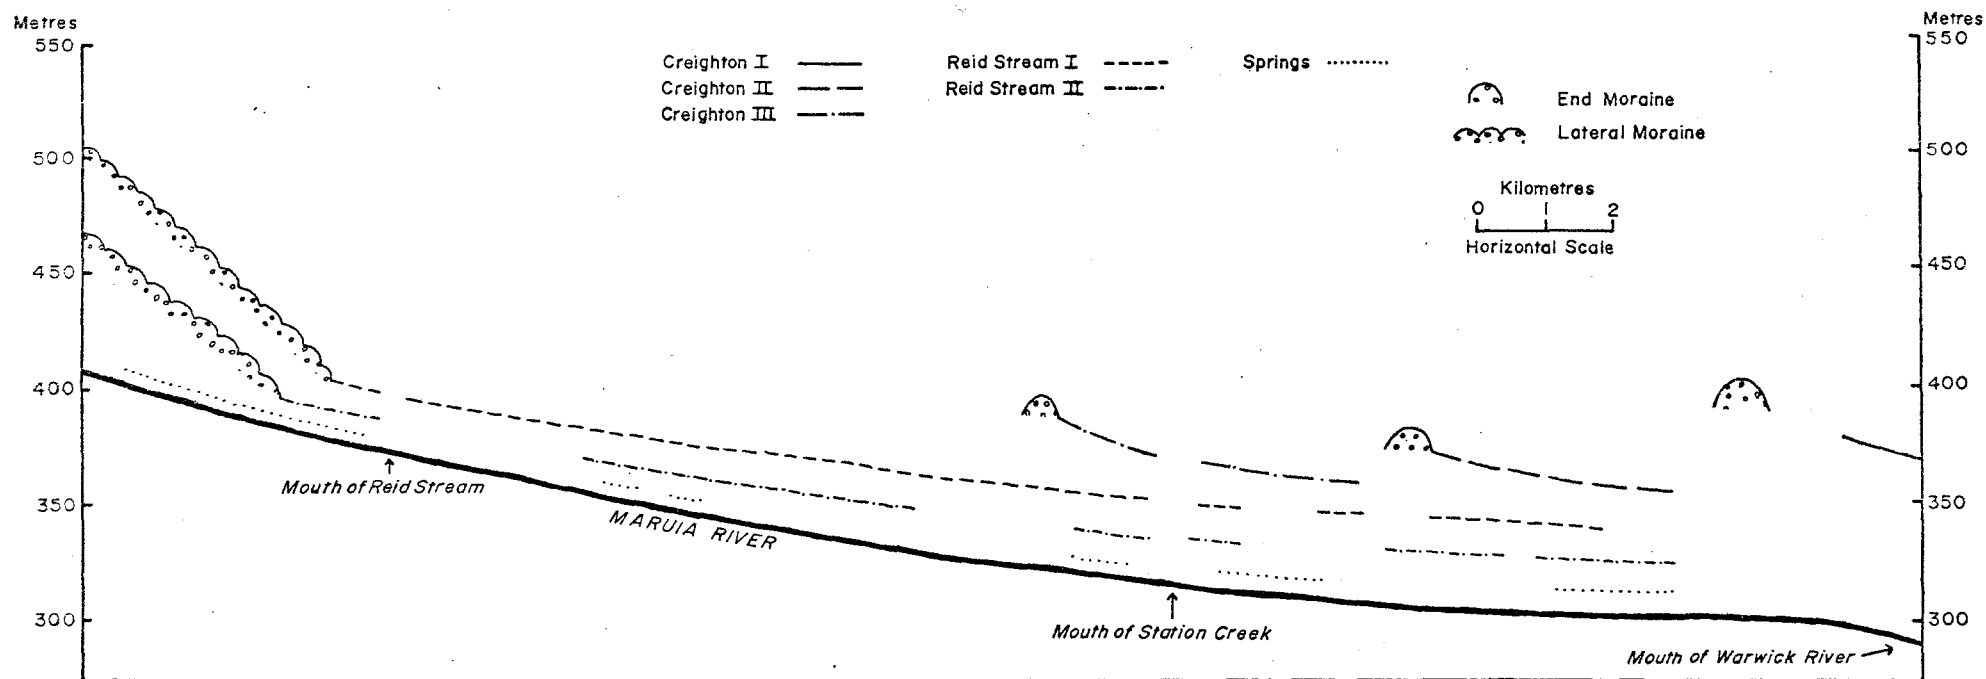 Metres
550
500
450
400
350
300
Creighton I
Creighton II
Creighton III
Reid Stream I
Reid Stream II
Springs
End Moraine
Lateral Moraine
Kilometres
0 2
Horizontal Scale
Metres
550
500
450
400
350
300
Mouth of Reid Stream
MARUIA RIVER
Mouth of Station Creek
Mouth of Warwick River